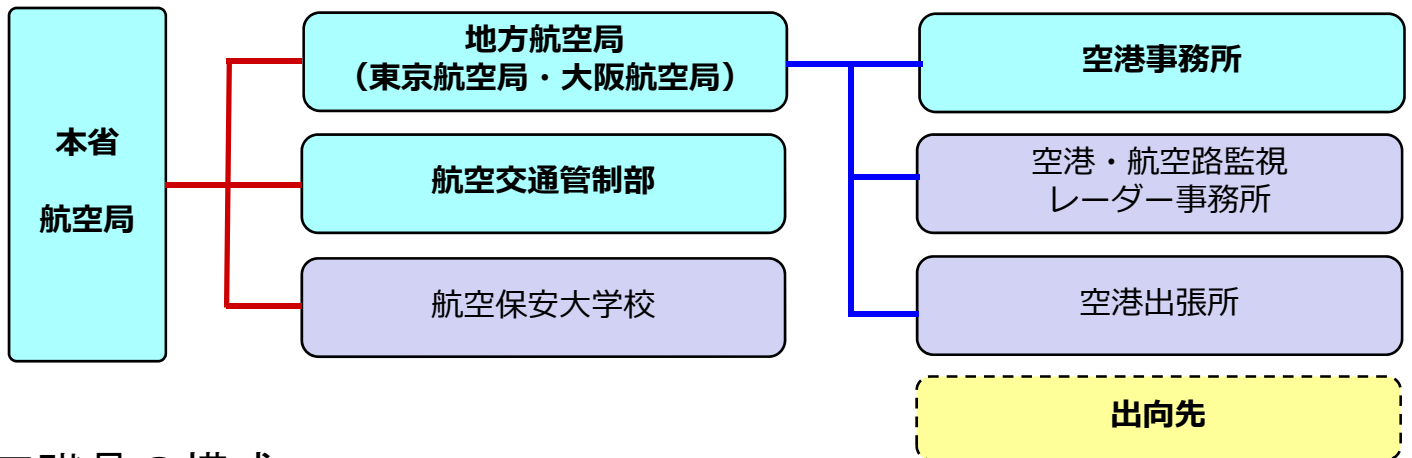 本省
航空局
地方航空局
（東京航空局・大阪航空局）
航空交通管制部
航空保安大学校
空港事務所
空港・航空路監視
レーダー事務所
空港出張所
出向先